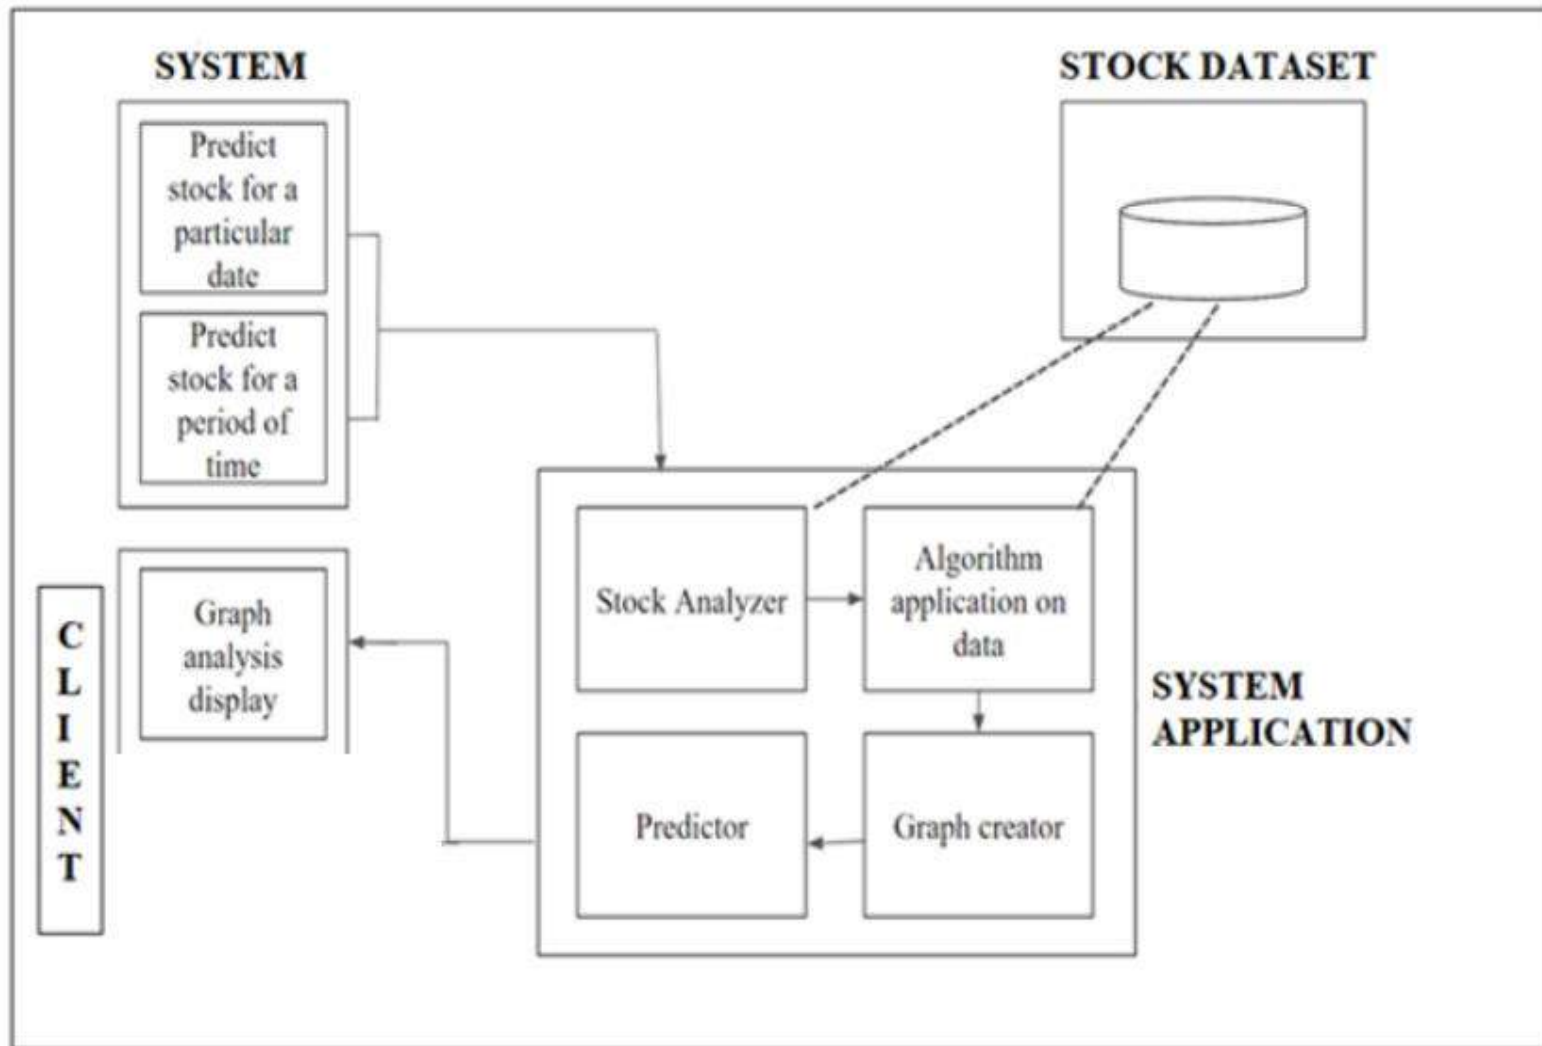 SYSTEM
Predict
stock for a
particular
date
Predict
stock for a
period of
time
STOCK DATASET
CLIENT
Graph
analysis
display
Stock Analyzer
Algorithm
application on
data
Predictor
Graph creator
SYSTEM
APPLICATION